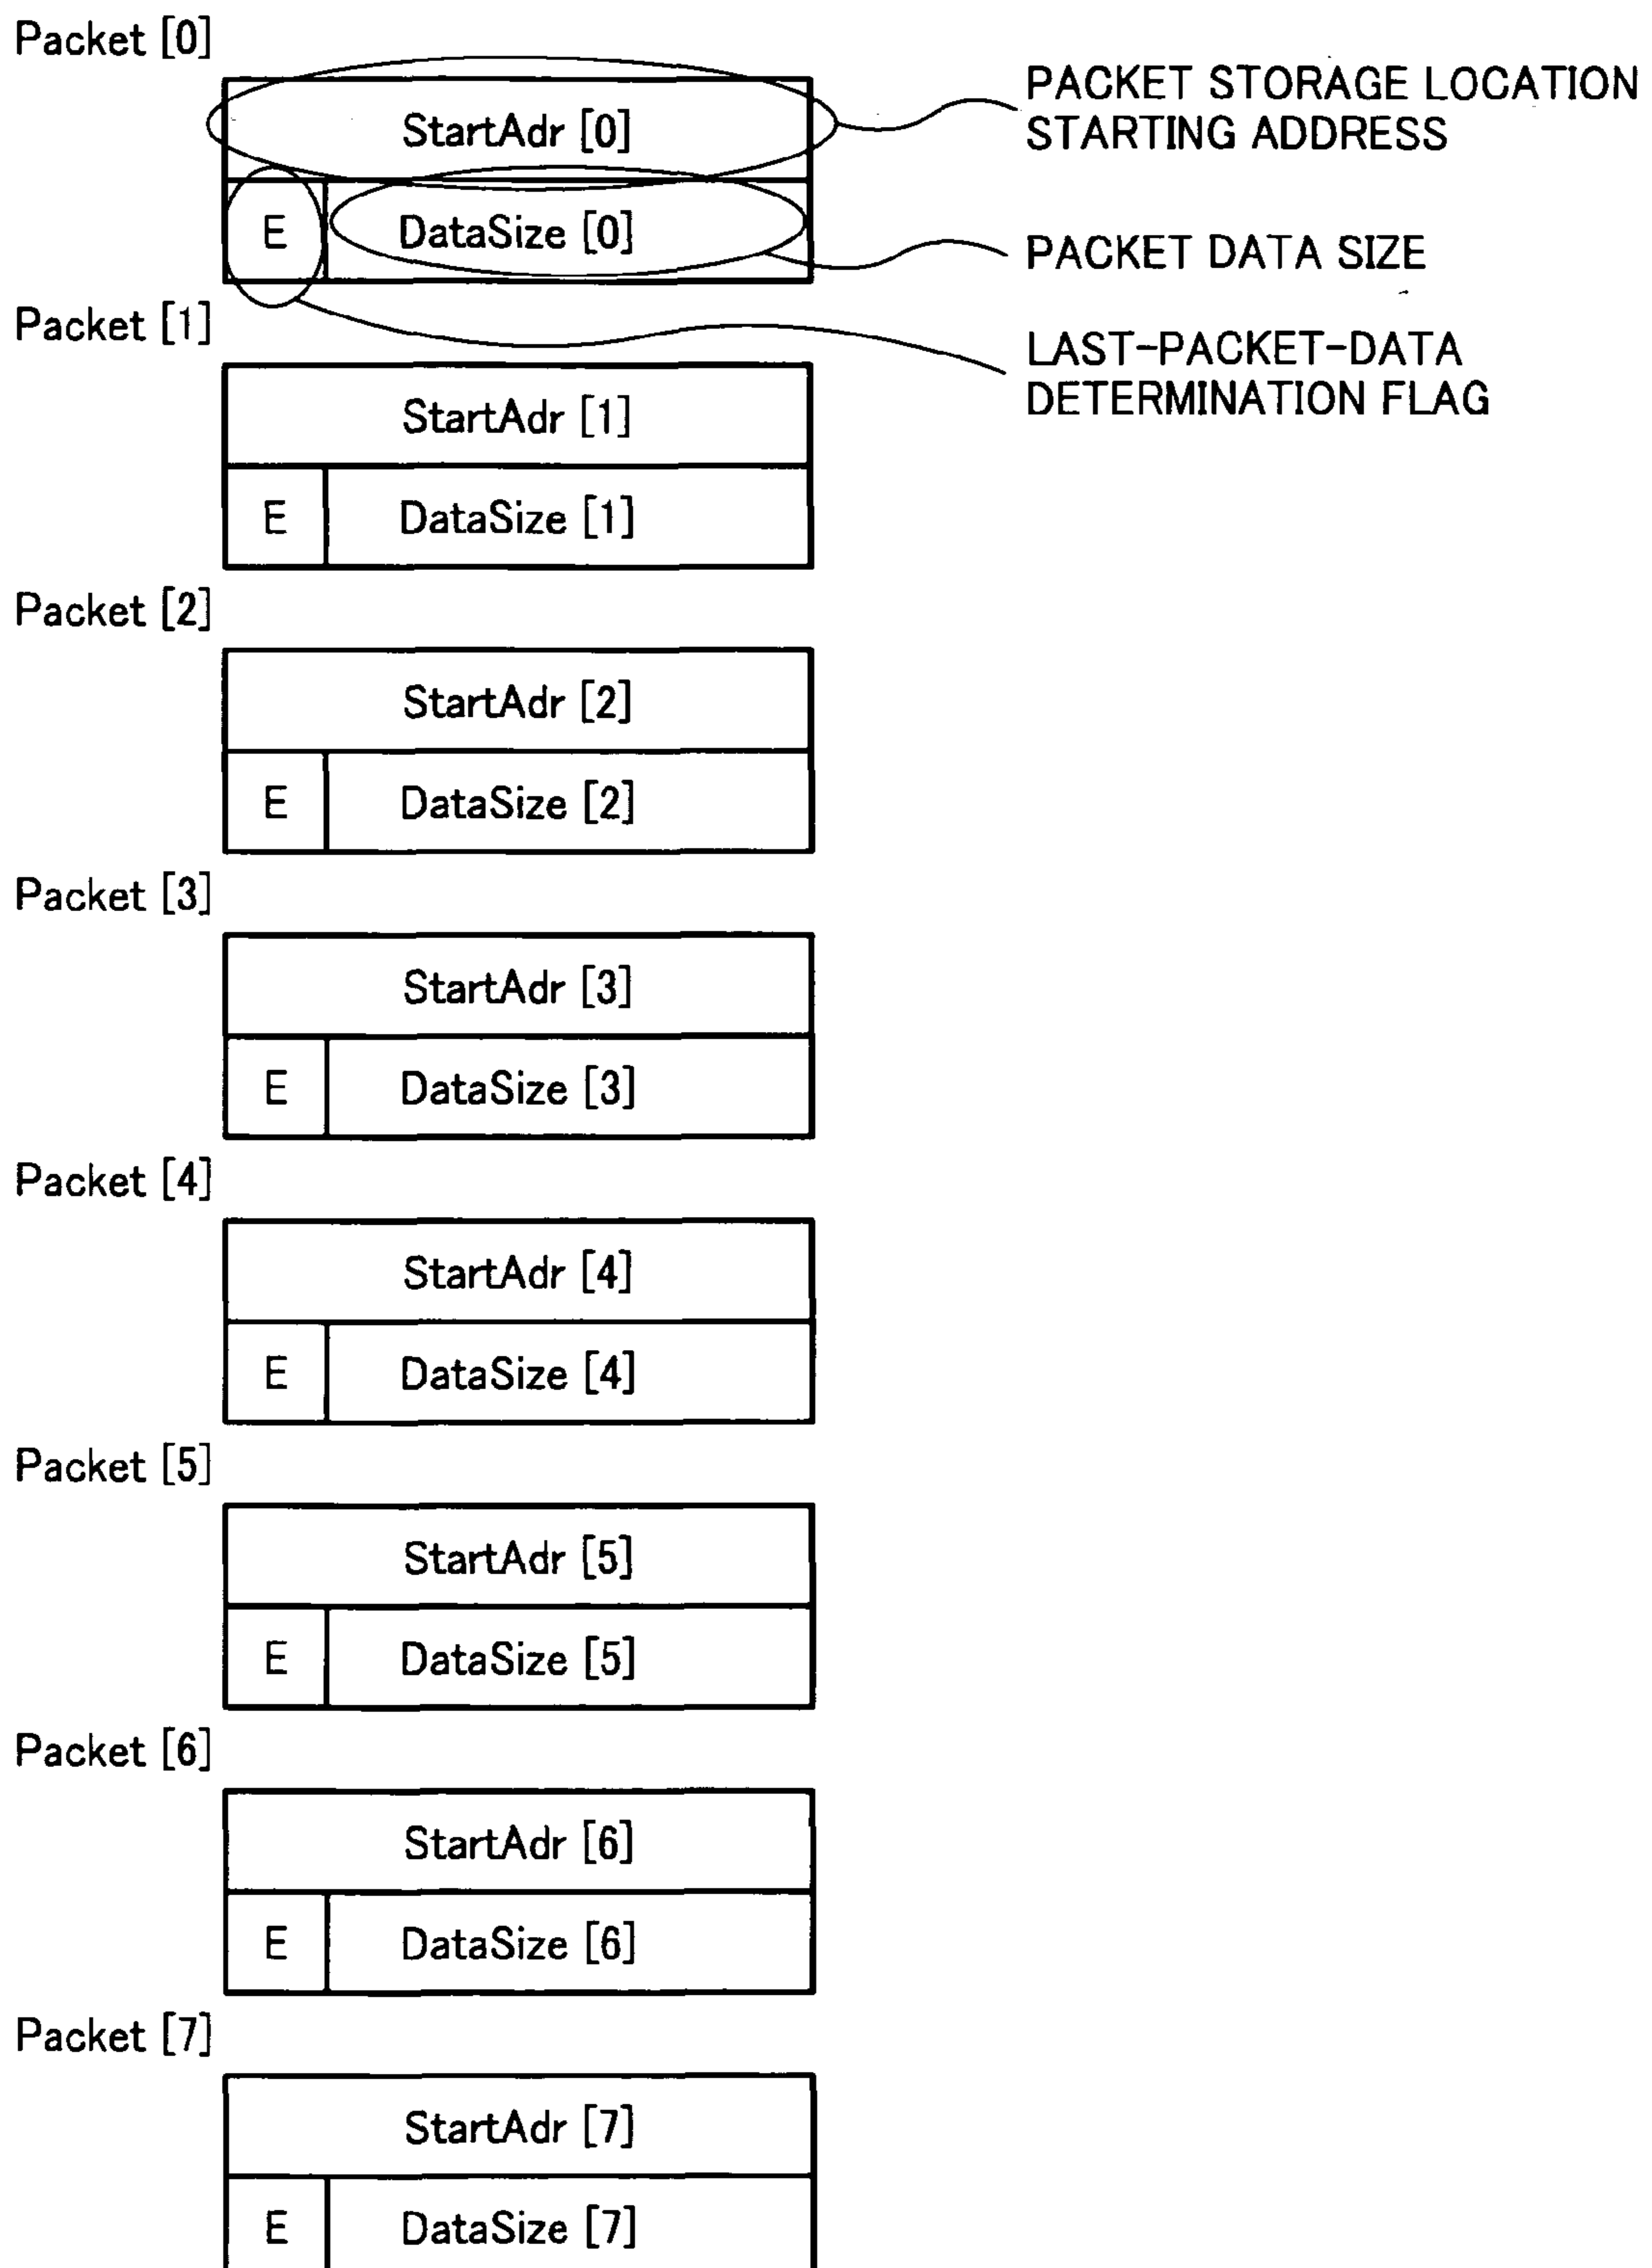 Packet [0]
StartAdr [0]
PACKET STORAGE LOCATION
STARTING ADDRESS
E
DataSize [0]
PACKET DATA SIZE
Packet [1]
LAST-PACKET-DATA
DETERMINATION FLAG
StartAdr [1]
E
DataSize [1]
Packet [2]
StartAdr [2]
E
DataSize [2]
Packet [3]
StartAdr [3]
E
DataSize [3]
Packet [4]
StartAdr [4]
E
DataSize [4]
Packet [5]
StartAdr [5]
E
DataSize [5]
Packet [6]
StartAdr [6]
E
DataSize [6]
Packet [7]
StartAdr [7]
E
DataSize [7]